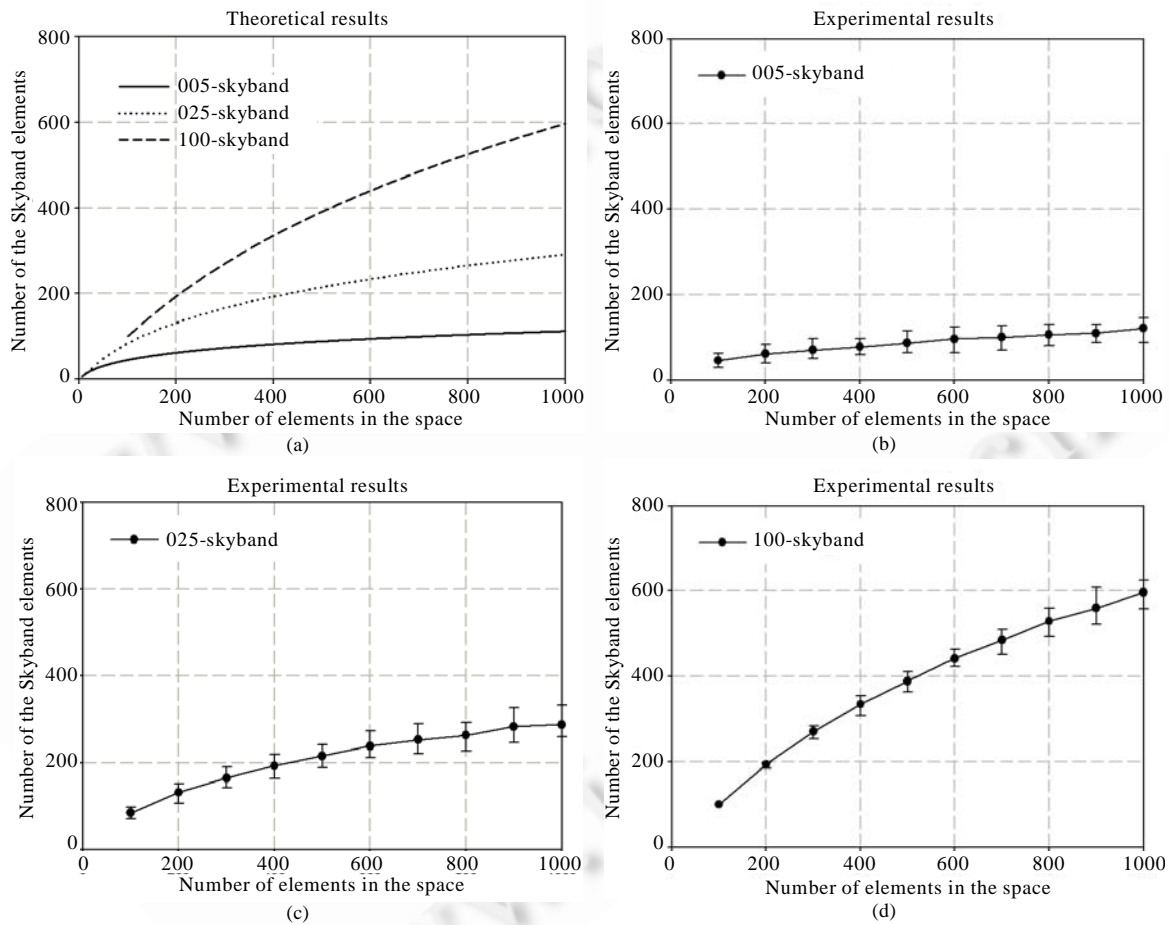 Theoretical results
800
600
400
200
0
Number of the Skyband elements
005-skyband
025-skyband
100-skyband
0 200 400 600 800 1000
Number of elements in the space
(a)
Experimental results
800
600
400
200
0
Number of the Skyband elements
005-skyband
0 200 400 600 800 1000
Number of elements in the space
(b)
Experimental results
800
600
400
200
0
Number of the Skyband elements
025-skyband
0 200 400 600 800 1000
Number of elements in the space
(c)
Experimental results
800
600
400
200
0
Number of the Skyband elements
100-skyband
0 200 400 600 800 1000
Number of elements in the space
(d)